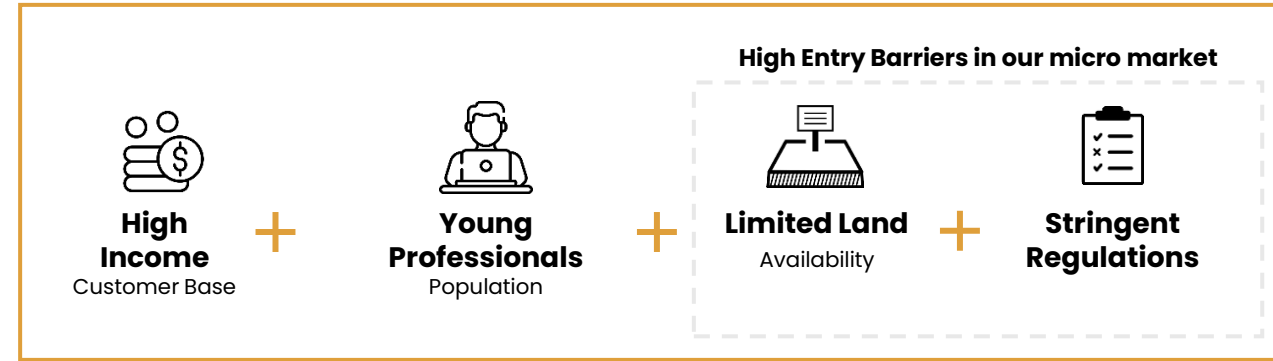 High Entry Barriers in our micro market
High
Income
Customer Base
+
Young
Professionals
Population
+
Limited Land
Availability
+
Stringent
Regulations